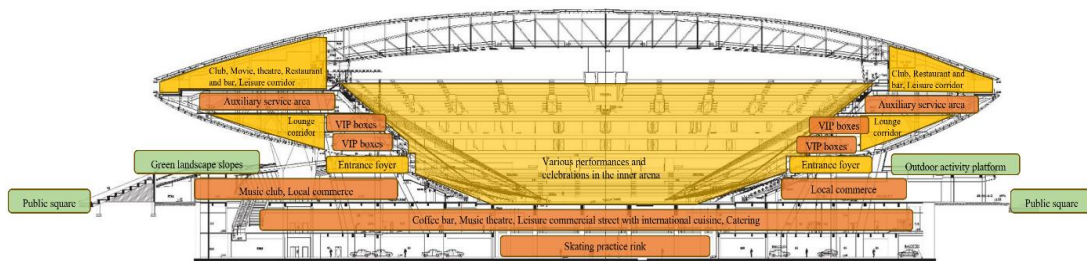 Club, Movie, theatre, Restaurant
and bar, Leisure corridor
Club, Restaurant and
bar, Leisure corridor
Auxiliary service area
Auxiliary service area
Lounge
corridor
VIP boxes
VIP boxes
Lounge
corridor
VIP boxes
VIP boxes
Green landscape slopes
Entrance foyer
Various performances and
celebrations in the inner arena
Entrance foyer
Outdoor activity platform
Music club, Local commerce
Local commerce
Public square
Public square
Coffee bar, Music theatre, Leisure commercial street with international cuisine, Catering
Skating practice rink